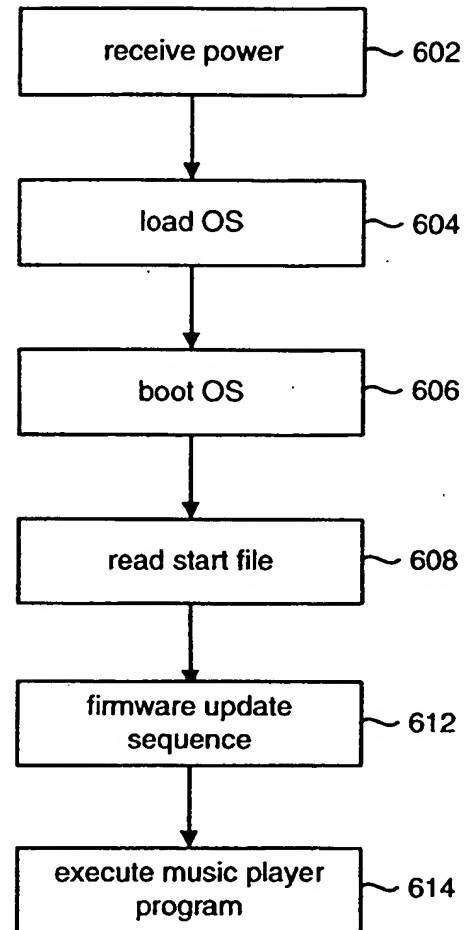 receive power 602
load OS 604
boot OS 606
read start file 608
firmware update
sequence 612
execute music player
program 614